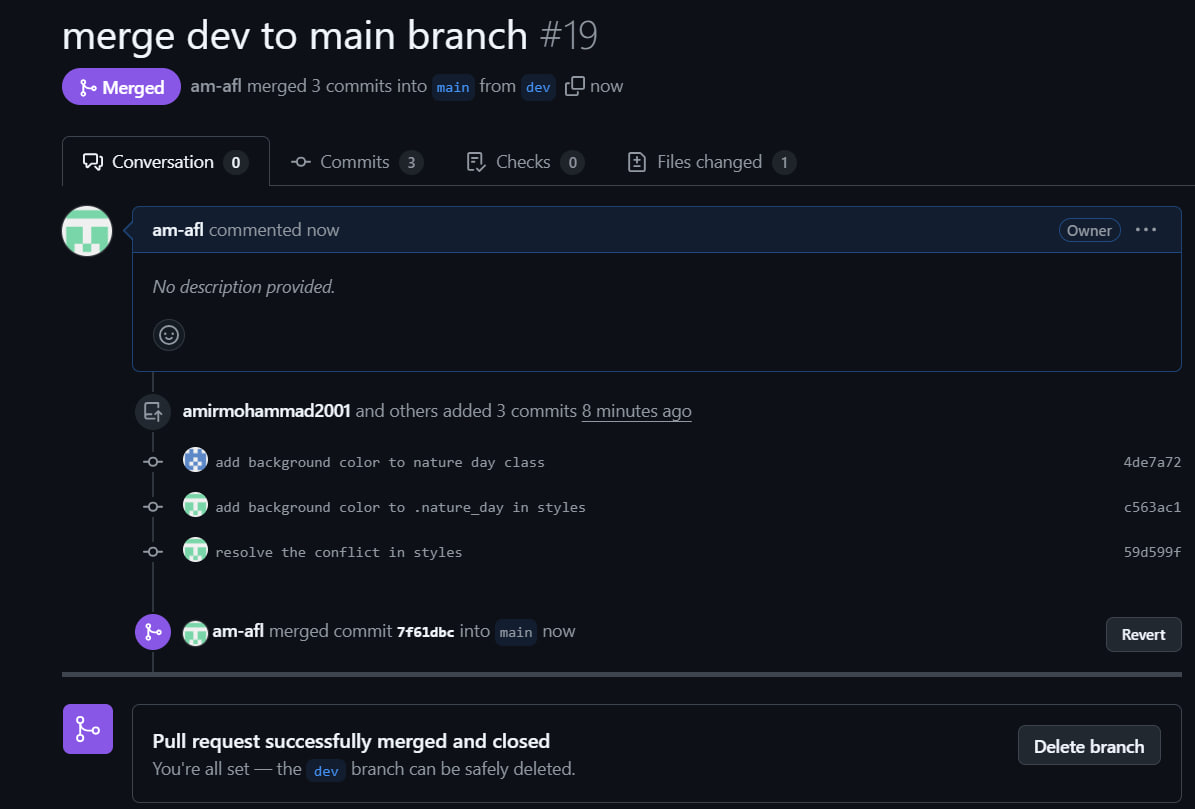 merge dev to main branch #19
Merged am-afl merged 3 commits into main from dev now
Conversation 0 Commits 3 Checks 0 Files changed 1
am-afl commented now Owner
No description provided.
amirmohammad2001 and others added 3 commits 8 minutes ago
add background color to nature day class 4de7a72
add background color to .nature_day in styles c563ac1
resolve the conflict in styles 59d599f
am-afl merged commit 7f61dbc into main now Revert
Pull request successfully merged and closed
You're all set — the dev branch can be safely deleted.
Delete branch